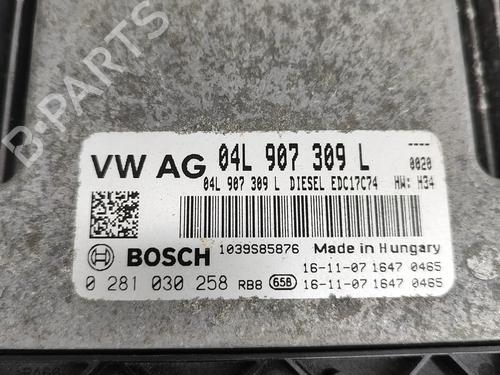 B-PARTS
VW AG 04L 907 309 L
----
0020
04L 907 309 L DIESEL EDC17C74 HW: H34
BOSCH 1039S85876 Made in Hungary
16-11-07 1647 0465
0 281 030 258 RB8 658 16-11-07 1647 0465